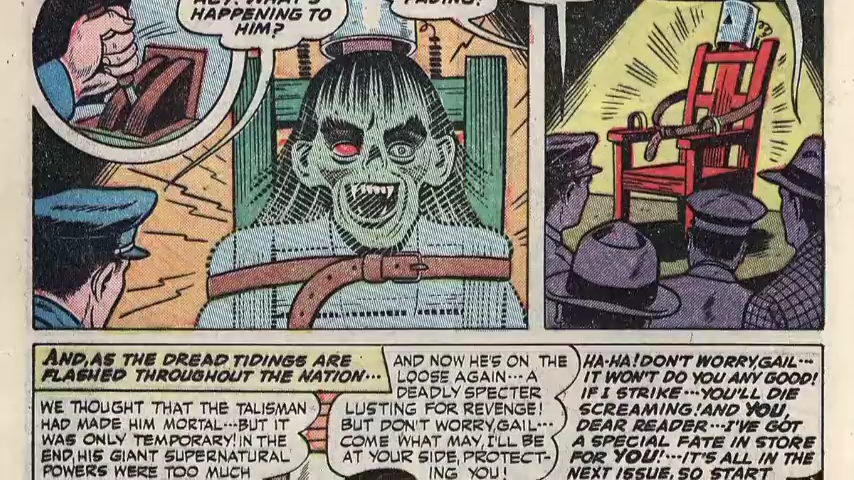 HAPPENING TO
HIM?
FADING!
AND, AS THE DREAD TIDINGS ARE
FLASHED THROUGHOUT THE NATION...
WE THOUGHT THAT THE TALISMAN
HAD MADE HIM MORTAL...BUT IT
WAS ONLY TEMPORARY! IN THE
END, HIS GIANT SUPERNATURAL
POWERS WERE TOO MUCH
AND NOW HE'S ON THE
LOOSE AGAIN...A
DEADLY SPECTER
LUSTING FOR REVENGE!
BUT DON'T WORRY, GAIL...
COME WHAT MAY, I'LL BE
AT YOUR SIDE, PROTECT-
ING YOU!
HA-HA! DON'T WORRY, GAIL...
IT WON'T DO YOU ANY GOOD!
IF I STRIKE...YOU'LL DIE
SCREAMING! AND YOU,
DEAR READER...I'VE GOT
A SPECIAL FATE IN STORE
FOR YOU!...IT'S ALL IN THE
NEXT ISSUE, SO START